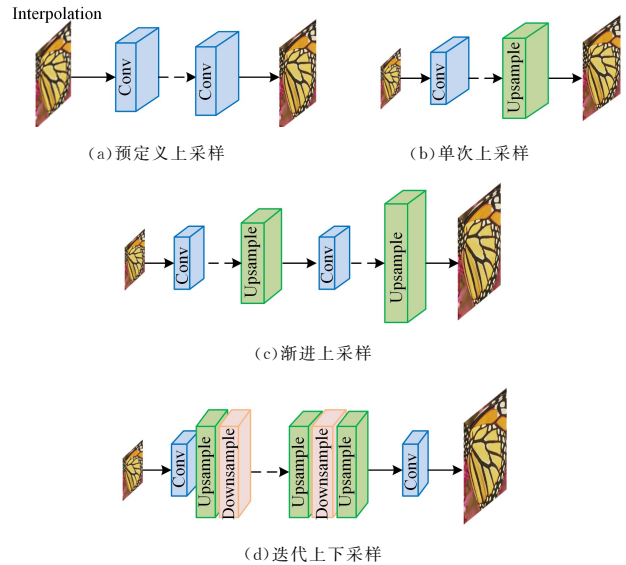 Interpolation
Conv
Conv
(a)预定义上采样
Conv
Upsample
(b)单次上采样
Conv
Upsample
Conv
Upsample
(c)渐进上采样
Conv
Upsample
Downsample
Upsample
Downsample
Upsample
Conv
(d)迭代上下采样